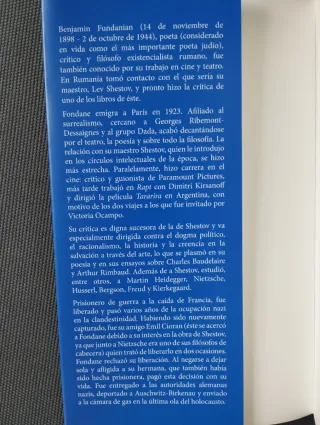 Benjamin Fundanian (14 de noviembre de
1898 - 2 de octubre de 1944), poeta (considerado
en vida como el más importante poeta judío),
crítico y filósofo existencialista rumano, fue
también conocido por su trabajo en cine y teatro.
En Rumania tomó contacto con el que sería su
maestro, Lev Shestov, y pronto hizo la crítica de
uno de los libros de éste.
Fondane emigra a París en 1923. Afiliado al
surrealismo, cercano a Georges Ribemont-
Dessaignes y al grupo Dada, acabó decantándose
por el teatro, la poesía y sobre todo la filosofía. La
relación con su maestro Shestov, quien le introdujo
en los círculos intelectuales de la época, se hizo
más estrecha. Paralelamente, hizo carrera en el
cine: crítico y guionista de Paramount Pictures,
más tarde trabajó en Rapt con Dimitri Kirsanoff
y dirigió la película Tararira en Argentina, con
motivo de los dos viajes a los que fue invitado por
Victoria Ocampo.
Su crítica es digna sucesora de la de Shestov y va
especialmente dirigida contra el dogma político,
el racionalismo, la historia y la creencia en la
salvación a través del arte, lo que se plasmó en su
poesía y en sus ensayos sobre Charles Baudelaire
y Arthur Rimbaud. Además de a Shestov, estudió,
entre otros, a Martin Heidegger, Nietzsche,
Husserl, Bergson, Freud y Kierkegaard.
Prisionero de guerra a la caída de Francia, fue
liberado y pasó varios años de la ocupación nazi
en la clandestinidad. Habiendo sido nuevamente
capturado, fue su amigo Emil Cioran (éste se acercó
a Fondane debido a su interés en la obra de Shestov,
ya que junto a Nietzsche era uno de sus filósofos de
cabecera) quien trató de liberarlo en dos ocasiones.
Fondane rechazó su liberación. Al negarse a dejar
sola y afligida a su hermana, que también había
sido hecha prisionera, pagó esta decisión con su
vida. Fue entregado a las autoridades alemanas
nazis, deportado a Auschwitz-Birkenau y enviado
a la cámara de gas en la última ola del holocausto.